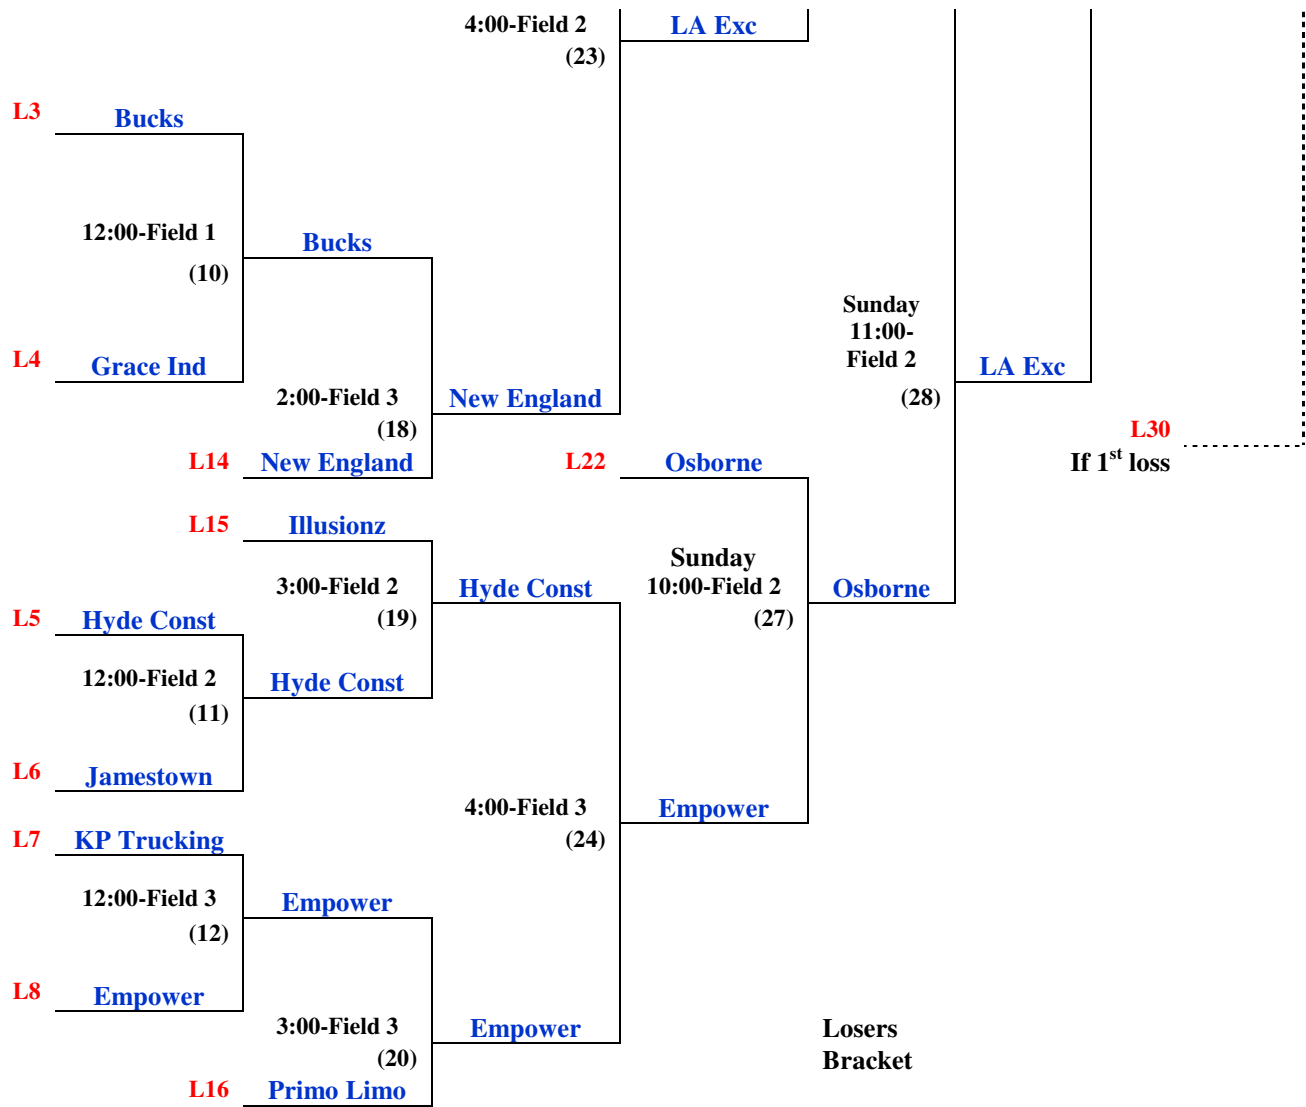 4:00-Field 2
LA Exc
(23)
L3
Bucks
12:00-Field 1
Bucks
(10)
Sunday
11:00-
Field 2
L4
Grace Ind
LA Exc
2:00-Field 3
New England
(28)
(18)
L30
L14
New England
L22
Osborne
If 1st loss
L15
Illusionz
Sunday
3:00-Field 2
Hyde Const
10:00-Field 2
Osborne
L5
Hyde Const
(19)
(27)
12:00-Field 2
Hyde Const
(11)
L6
Jamestown
4:00-Field 3
Empower
L7
KP Trucking
(24)
12:00-Field 3
Empower
(12)
L8
Empower
3:00-Field 3
Empower
Losers
(20)
Bracket
L16
Primo Limo